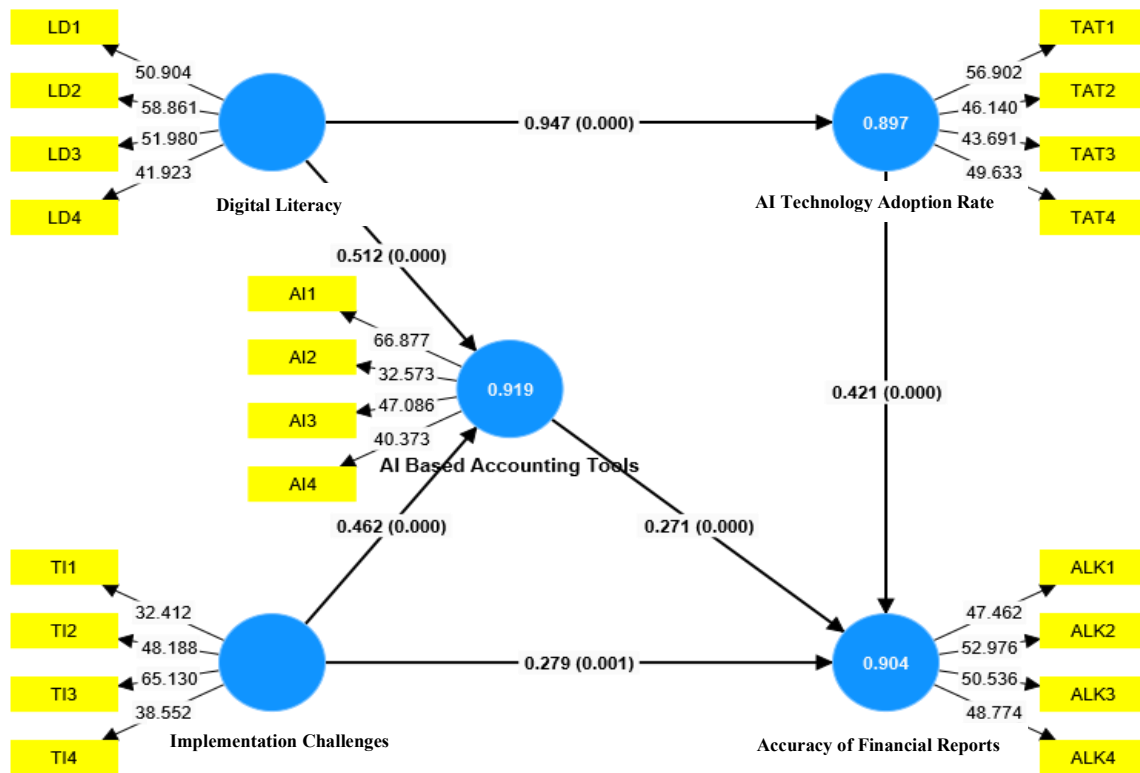 LD1
TAT1
50.904
56.902
LD2
58.861
46.140
TAT2
0.947 (0.000)
0.897
LD3
51.980
43.691
TAT3
41.923
49.633
LD4
Digital Literacy
AI Technology Adoption Rate
TAT4
0.512 (0.000)
AI1
66.877
AI2
32.573
0.919
0.421 (0.000)
AI3
47.086
40.373
AI4
AI Based Accounting Tools
0.462 (0.000)
0.271 (0.000)
TI1
ALK1
32.412
47.462
TI2
48.188
52.976
ALK2
0.279 (0.001)
0.904
TI3
65.130
50.536
ALK3
38.552
48.774
TI4
Implementation Challenges
Accuracy of Financial Reports
ALK4